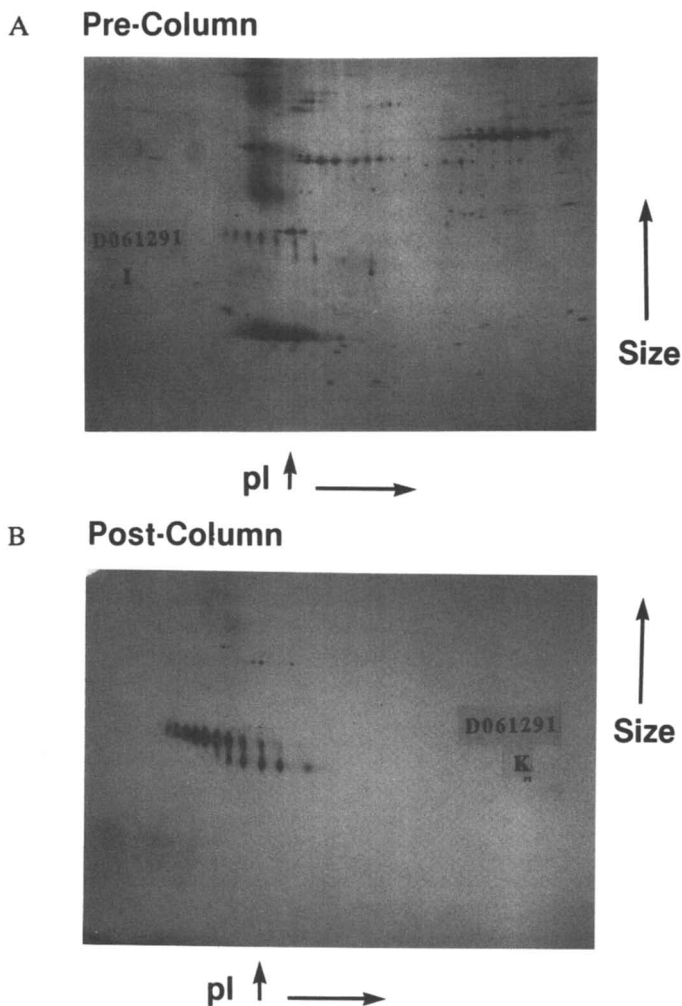 A Pre-Column
D061291
I
Size
pI
B Post-Column
D061291
K
Size
pI